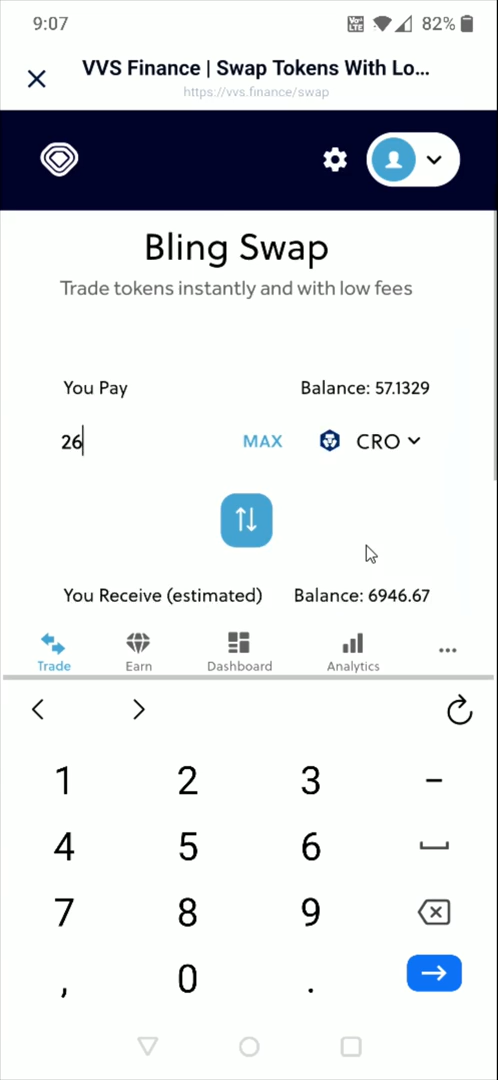 9:07 Vo» LTE 82%
VVS Finance | Swap Tokens With Lo...
https://vvs.finance/swap
Bling Swap
Trade tokens instantly and with low fees
You Pay Balance: 57.1329
26 MAX CRO
You Receive (estimated) Balance: 6946.67
Trade Earn Dashboard Analytics ...
1 2 3 –
4 5 6
7 8 9
, 0 .